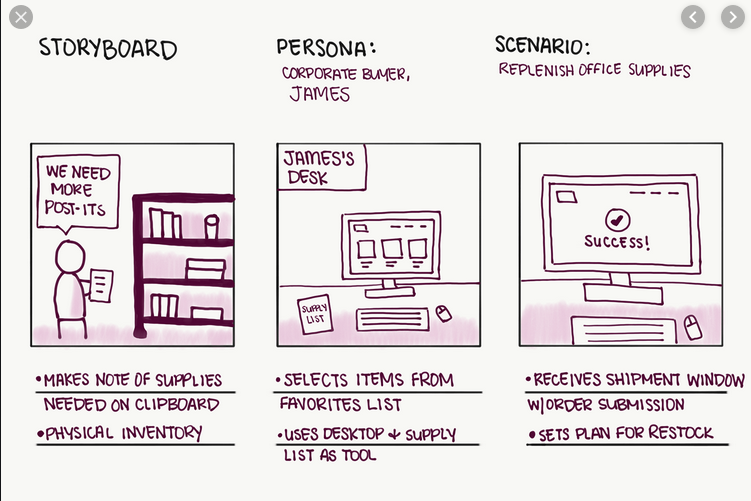 STORYBOARD
PERSONA:
CORPORATE BUYER,
JAMES
SCENARIO:
REPLENISH OFFICE SUPPLIES
WE NEED
MORE
POST-ITS
•MAKES NOTE OF SUPPLIES
NEEDED ON CLIPBOARD
•PHYSICAL INVENTORY
JAMES'S
DESK
SUPPLY
LIST
•SELECTS ITEMS FROM
FAVORITES LIST
•USES DESKTOP & SUPPLY
LIST AS TOOL
SUCCESS!
•RECEIVES SHIPMENT WINDOW
W/ORDER SUBMISSION
•SETS PLAN FOR RESTOCK